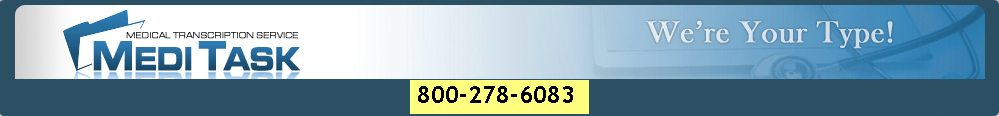 MEDICAL TRANSCRIPTION SERVICE
MEDI TASK
We're Your Type!
800-278-6083